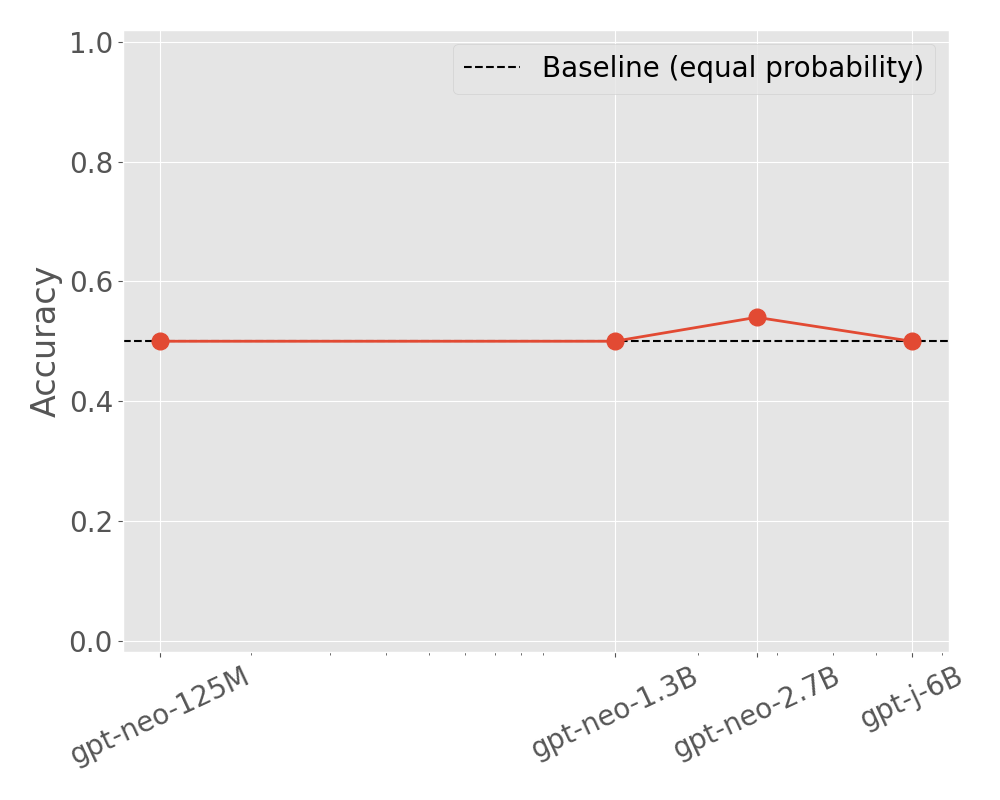 Baseline (equal probability)
Accuracy
1.0
0.8
0.6
0.4
0.2
0.0
gpt-neo-125M
gpt-neo-1.3B
gpt-neo-2.7B
gpt-j-6B